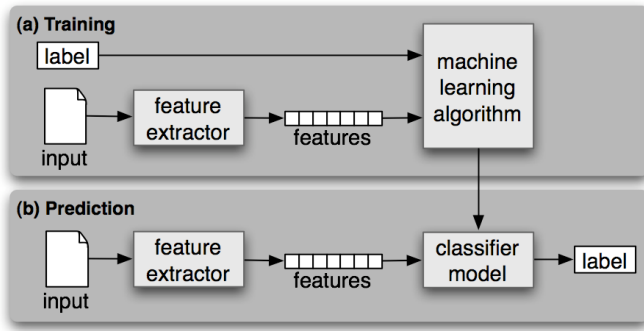 (a) Training
label
machine
learning
algorithm
feature
extractor
features
input
(b) Prediction
feature
extractor
features
classifier
model
label
input